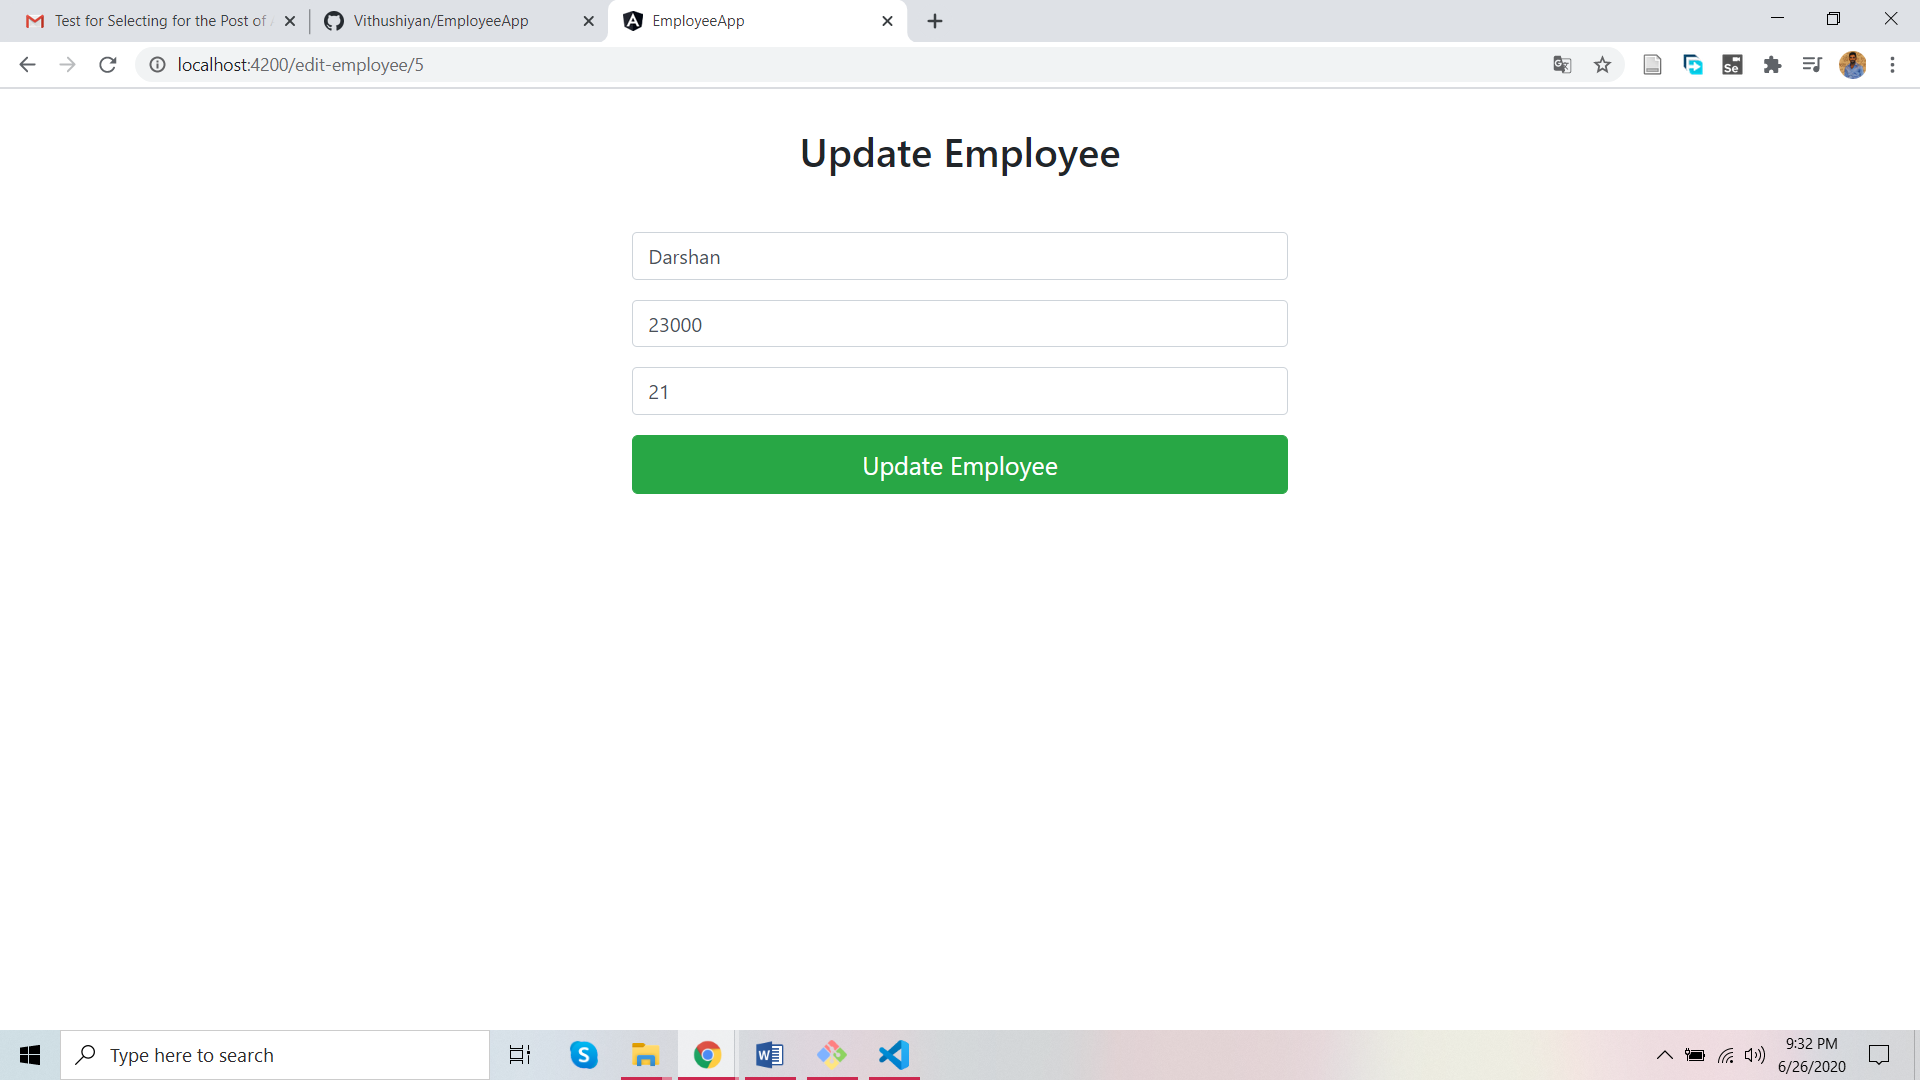 Test for Selecting for the Post of
Vithushiyan/EmployeeApp
EmployeeApp
localhost:4200/edit-employee/5
Se
Update Employee
Darshan
23000
21
Update Employee
Type here to search
9:32 PM
6/26/2020